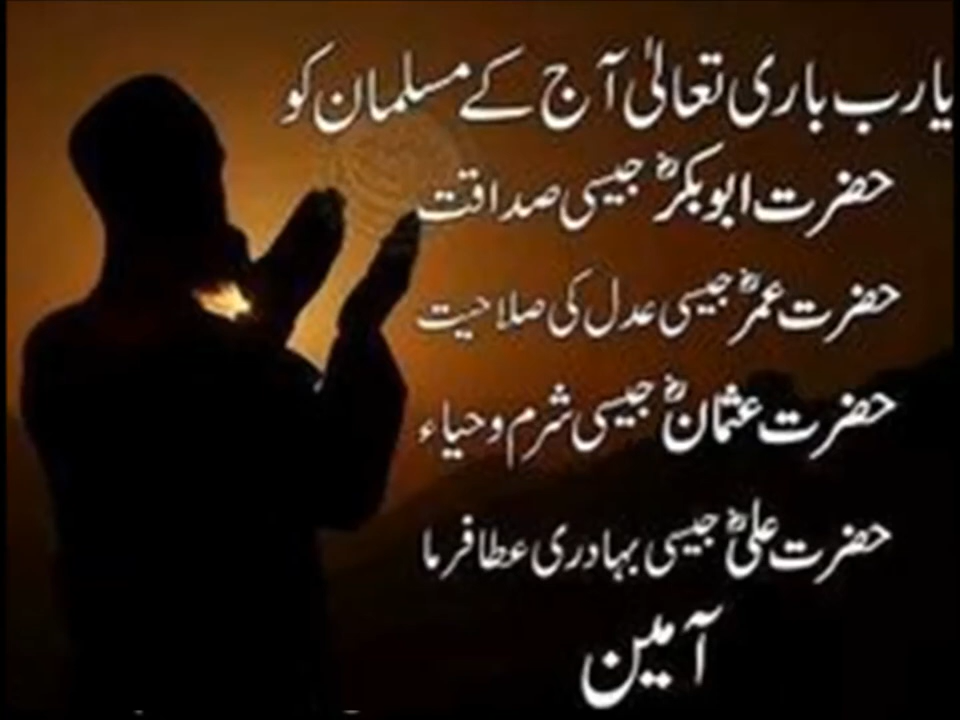 یارب باری تعالیٰ آج کے مسلمان کو
حضرت ابوبکرؓ جیسی صداقت
حضرت عمرؓ جیسی عدل کی صلاحیت
حضرت عثمانؓ جیسی شرم و حیاء
حضرت علیؓ جیسی بہادری عطا فرما
آمین